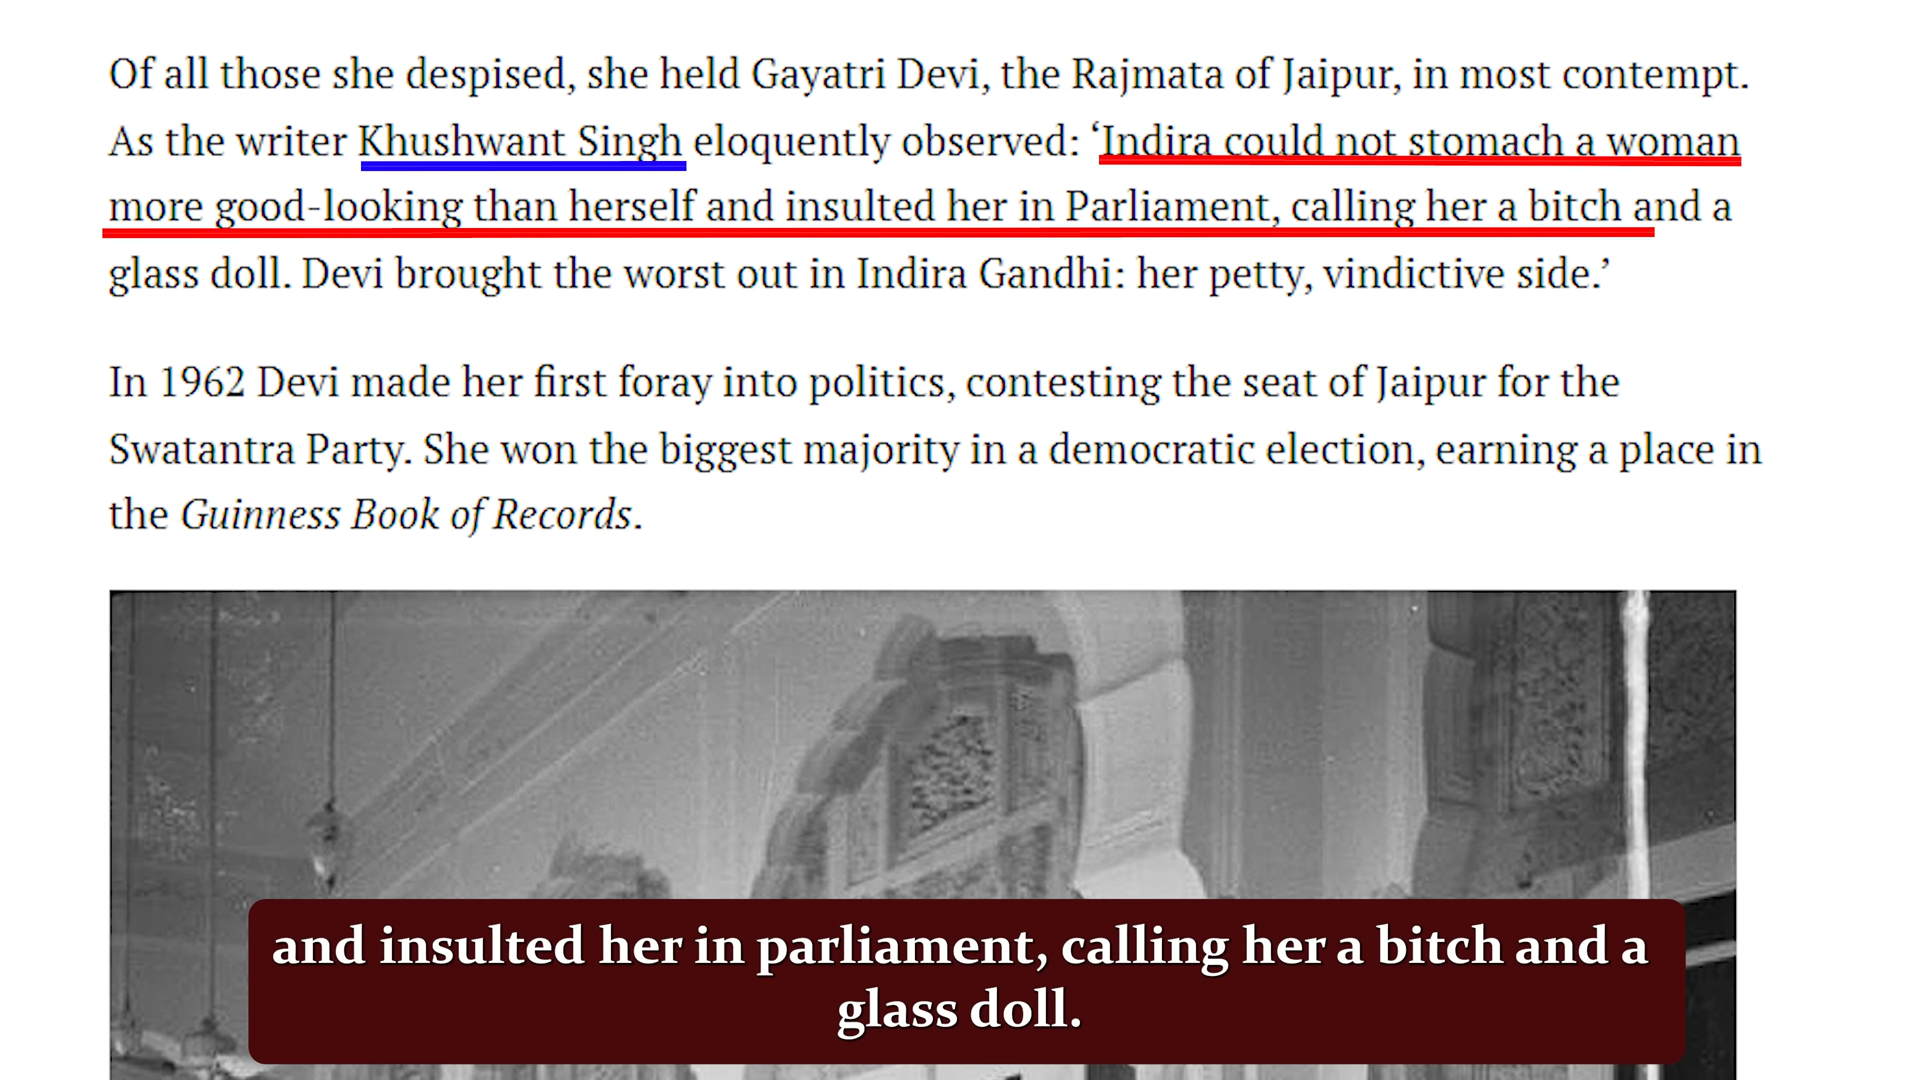 Of all those she despised, she held Gayatri Devi, the Rajmata of Jaipur, in most contempt.
As the writer Khushwant Singh eloquently observed: ‘Indira could not stomach a woman
more good-looking than herself and insulted her in Parliament, calling her a bitch and a
glass doll. Devi brought the worst out in Indira Gandhi: her petty, vindictive side.’
In 1962 Devi made her first foray into politics, contesting the seat of Jaipur for the
Swatantra Party. She won the biggest majority in a democratic election, earning a place in
the Guinness Book of Records.
and insulted her in parliament, calling her a bitch and a
glass doll.